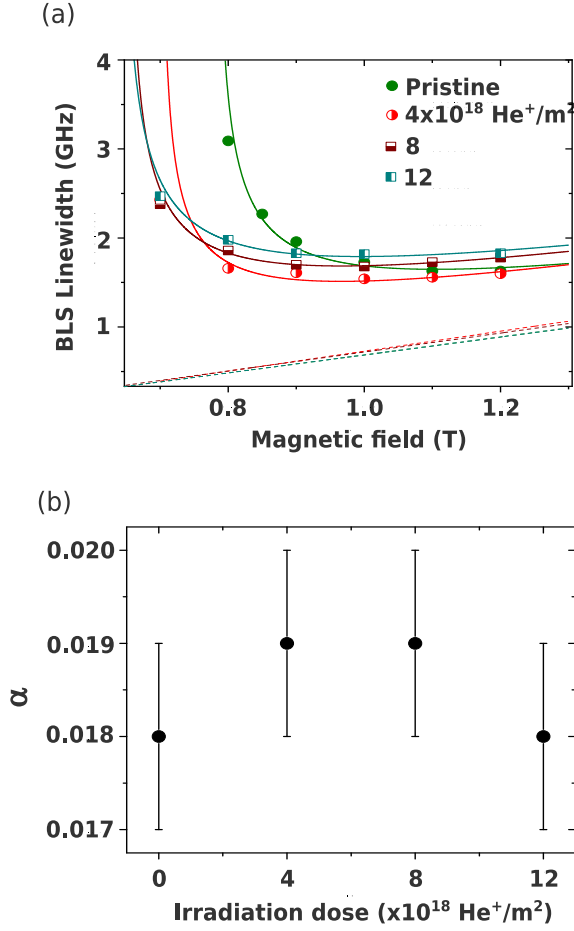 (a)
4
3
2
1
BLS Linewidth (GHz)
Pristine
4x10¹⁸ He⁺/m²
8
12
0.8 1.0 1.2
Magnetic field (T)
(b)
0.020
0.019
0.018
0.017
α
0 4 8 12
Irradiation dose (x10¹⁸ He⁺/m²)